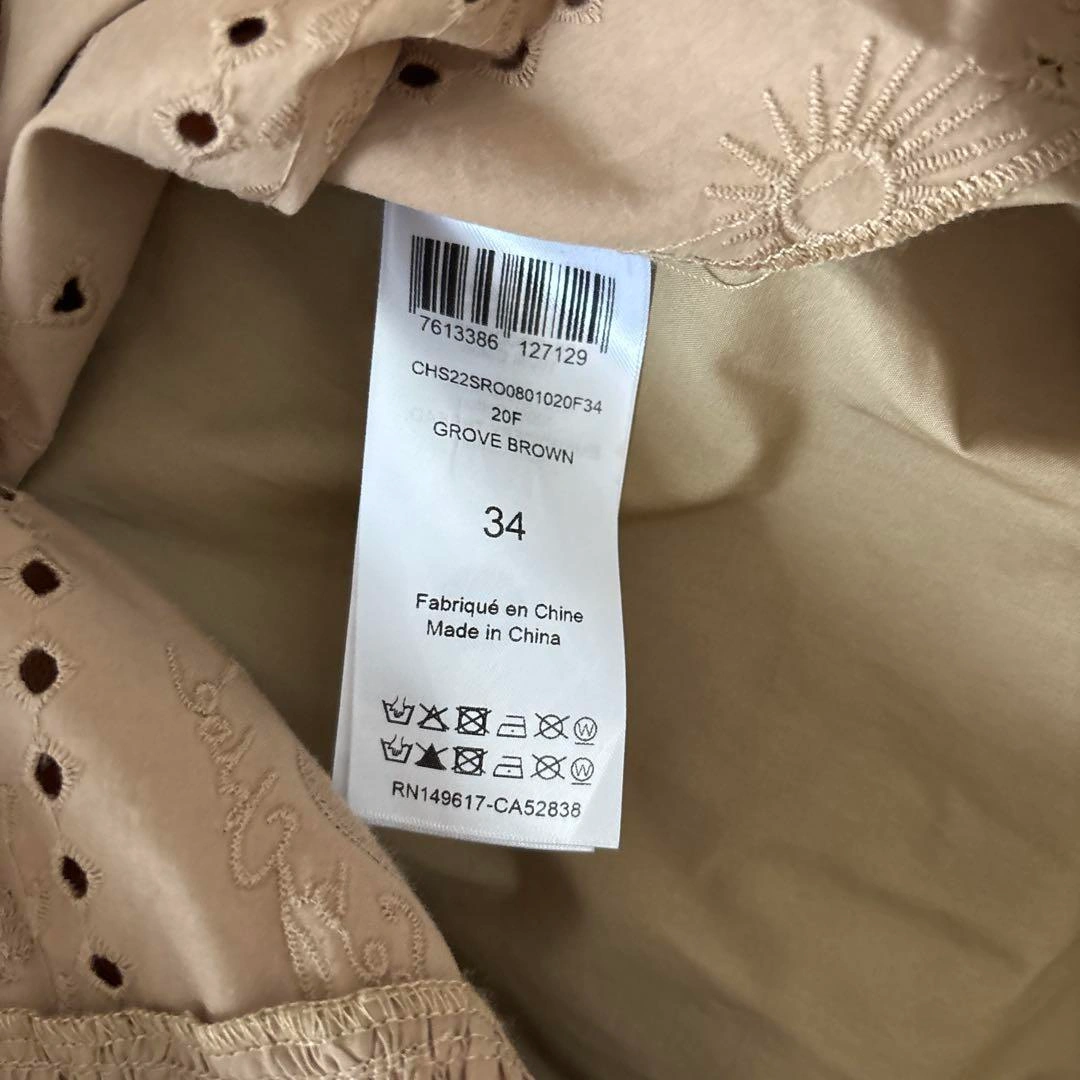 7613386 127129
CHS22SRO0801020F34
20F
GROVE BROWN
34
Fabriqué en Chine
Made in China
W
W
RN149617-CA52838